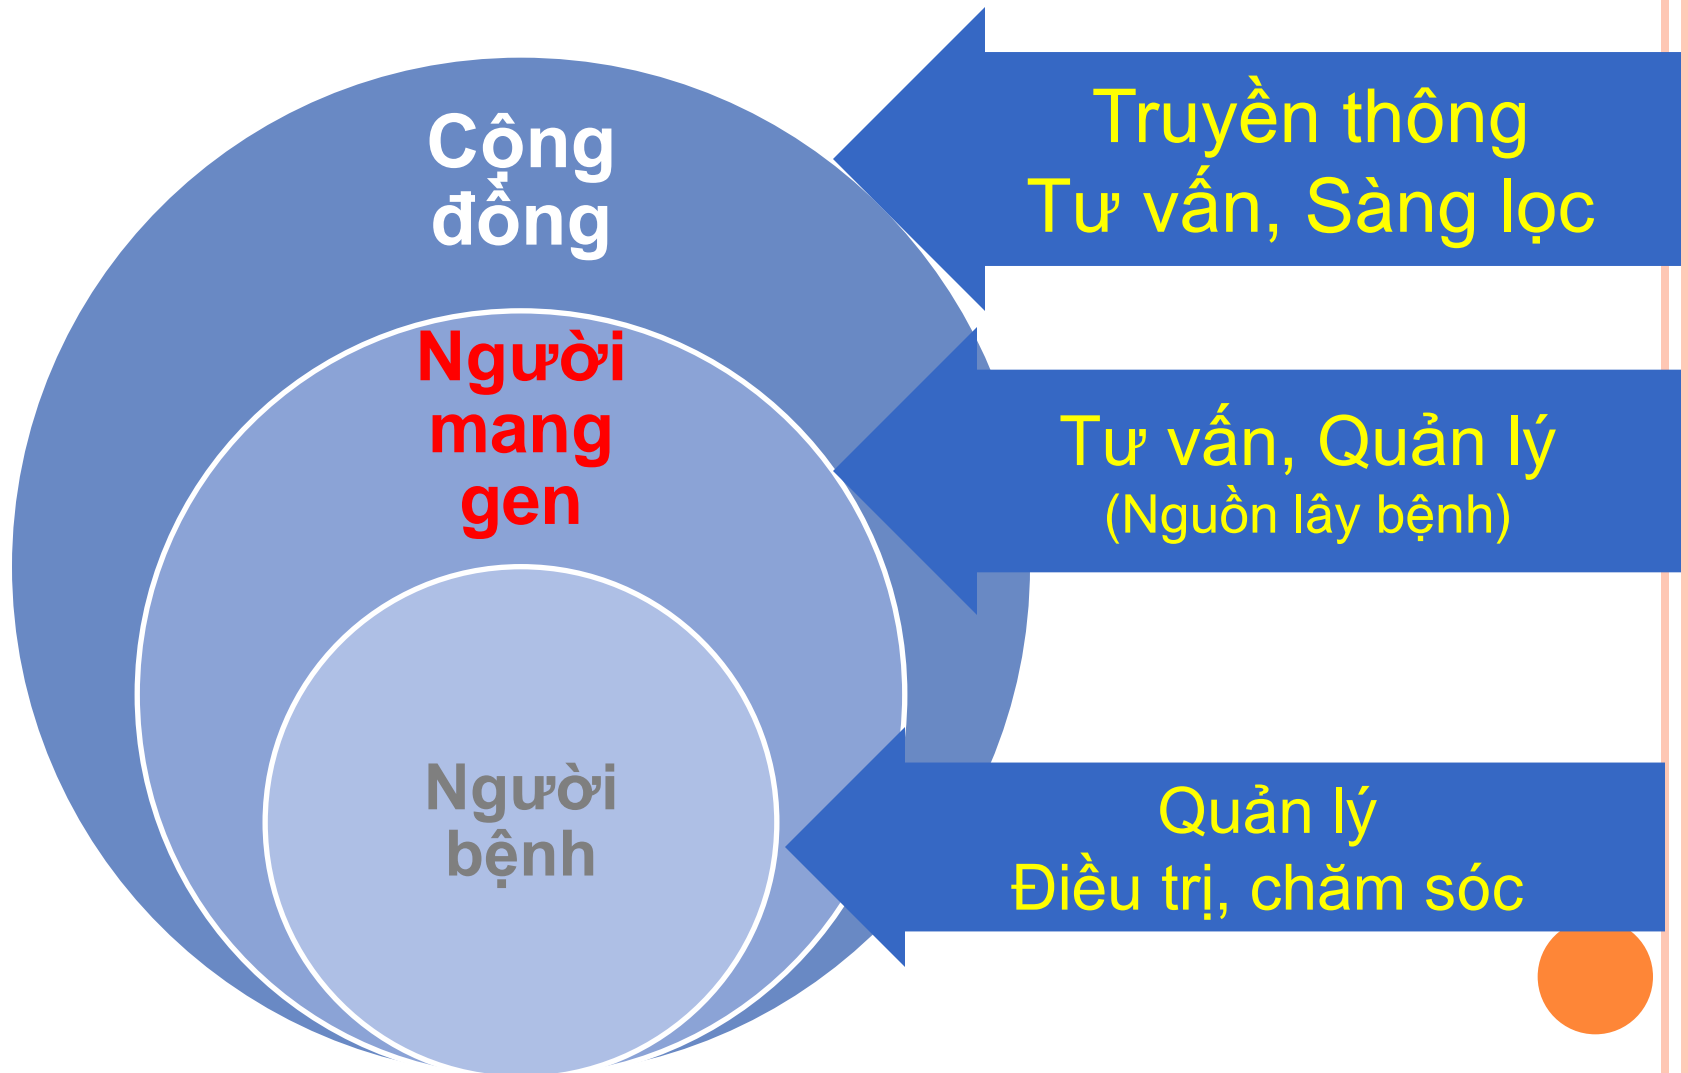 Cộng
đồng
Truyền thông
Tư vấn, Sàng lọc
Người
mang
gen
Tư vấn, Quản lý
(Nguồn lây bệnh)
Người
bệnh
Quản lý
Điều trị, chăm sóc